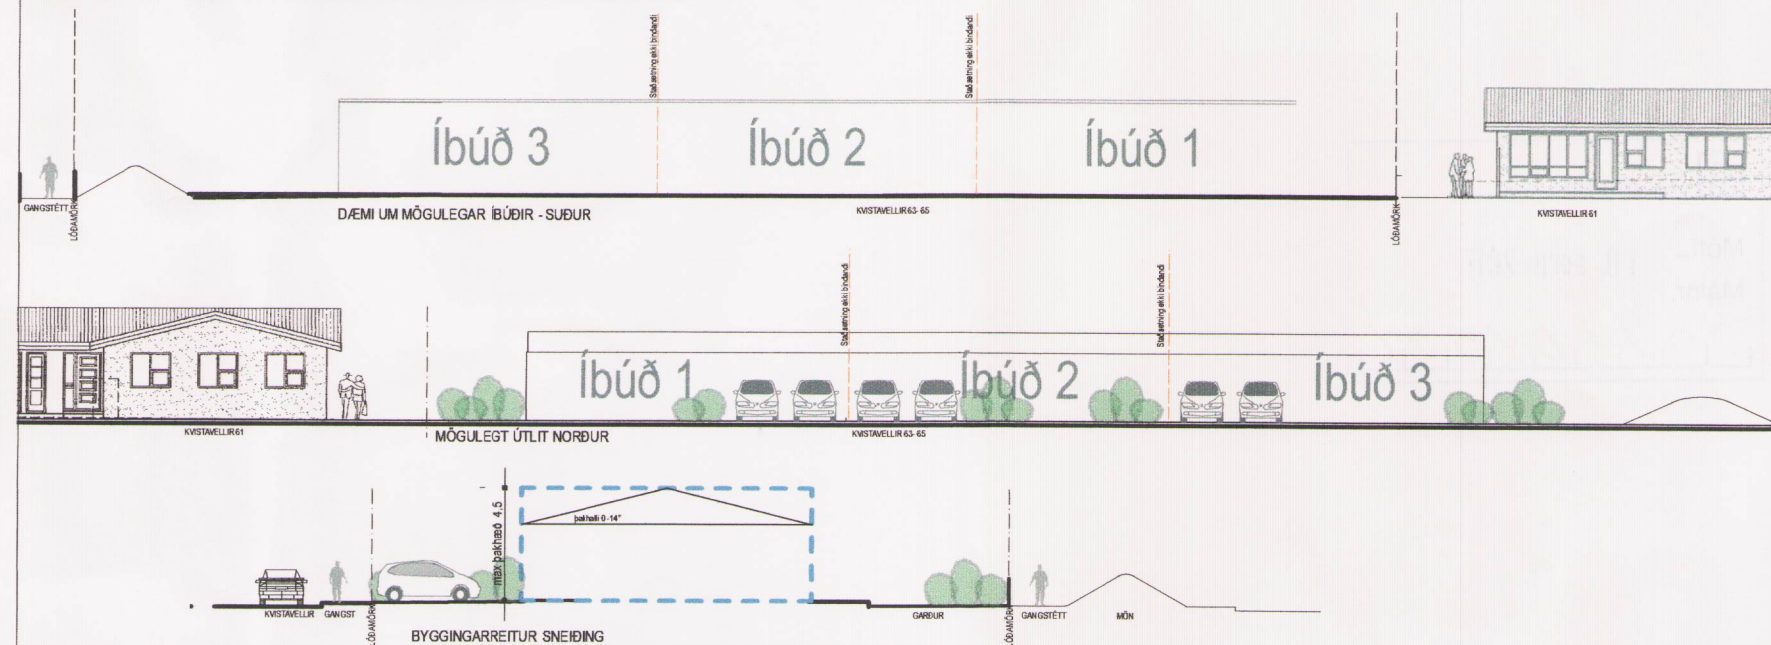 Staðsetning ekki bindandi
Staðsetning ekki bindandi
Íbúð 3
Íbúð 2
Íbúð 1
GANGSTÉTT
LÓÐAMÖRK
DÆMI UM MÖGULEGAR ÍBÚÐIR - SUÐUR
KVISTAVELLIR 63- 65
LÓÐAMÖRK
KVISTAVELLIR 61
Staðsetning ekki bindandi
Staðsetning ekki bindandi
Íbúð 1
Íbúð 2
Íbúð 3
KVISTAVELLIR 61
MÖGULEGT ÚTLIT NORÐUR
KVISTAVELLIR 63- 65
max þakhæð 4,5
þakhalli 0 -14°
KVISTAVELLIR
GANGST
LÓÐAMÖRK
BYGGINGARREITUR SNEIÐING
GARÐUR
LÓÐAMÖRK
GANGSTÉTT
MÖN